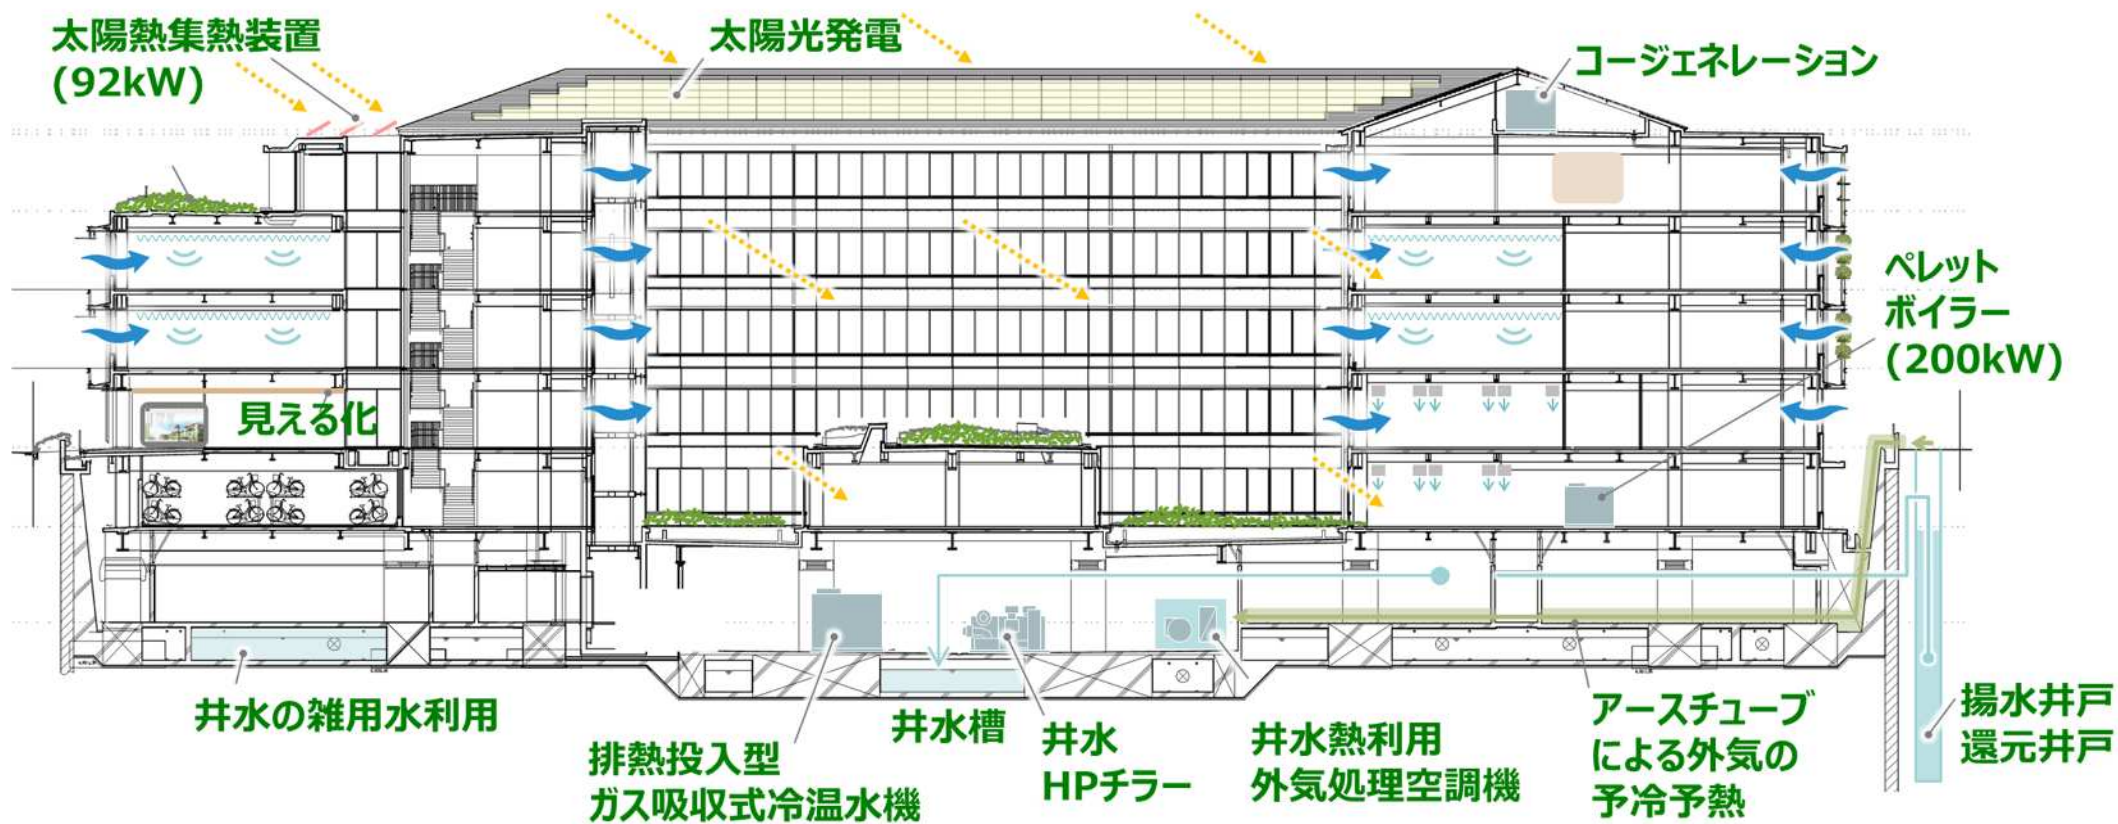 太陽熱集熱装置
(92kW)
太陽光発電
コージェネレーション
ペレット
ボイラー
(200kW)
見える化
井水の雑用水利用
排熱投入型
ガス吸収式冷温水機
井水槽
井水
HPチラー
井水熱利用
外気処理空調機
アースチューブ
による外気の
予冷予熱
揚水井戸
還元井戸